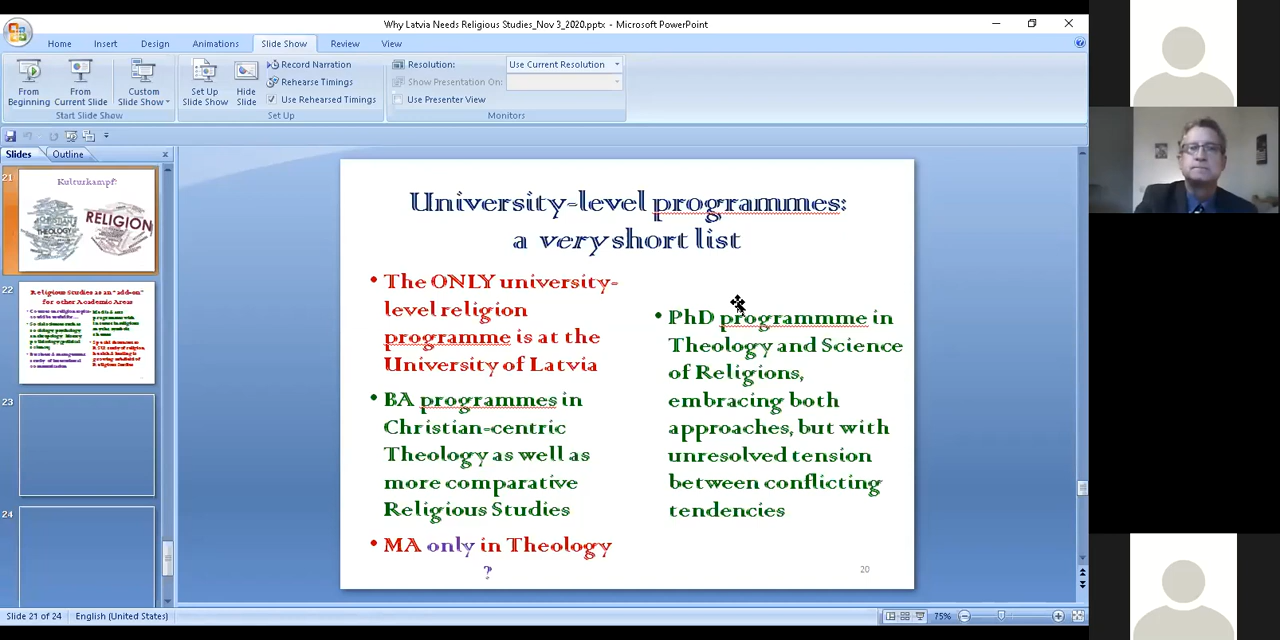 Why Latvia Needs Religious Studies_Nov 3_2020.pptx - Microsoft PowerPoint
Home Insert Design Animations Slide Show Review View
From Beginning
From Current Slide
Custom Slide Show
Start Slide Show
Set Up Slide Show
Hide Slide
Record Narration
Rehearse Timings
Use Rehearsed Timings
Set Up
Resolution: Use Current Resolution
Show Presentation On:
Use Presenter View
Monitors
Slides Outline
21
Kulturkampf?
THEOLOGY
RELIGION
22
Religious Studies as an "add-on"
for other Academic Areas
23
24
University-level programmes:
a very short list
• The ONLY university-
level religion
programme is at the
University of Latvia
• BA programmes in
Christian-centric
Theology as well as
more comparative
Religious Studies
• MA only in Theology
?
• PhD programmme in
Theology and Science
of Religions,
embracing both
approaches, but with
unresolved tension
between conflicting
tendencies
20
Slide 21 of 24 English (United States) 75%